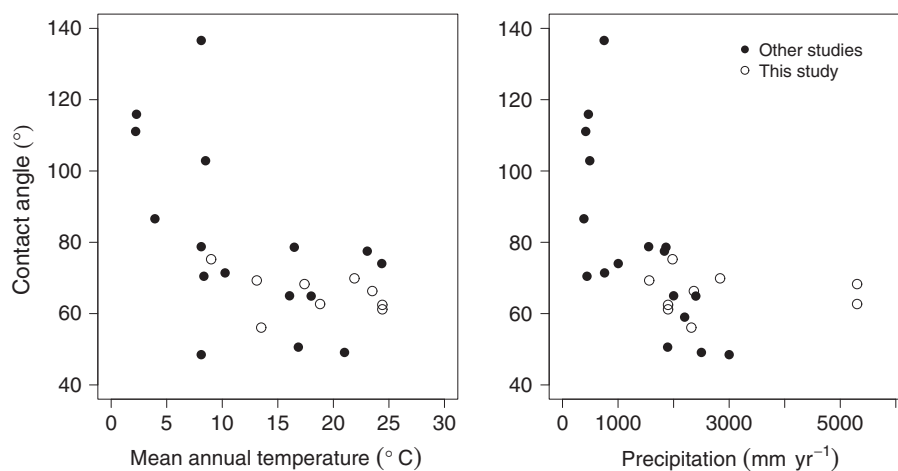 Contact angle (°)
140
120
100
80
60
40
0 5 10 15 20 25 30
Mean annual temperature (° C)
140
120
100
80
60
40
Other studies
This study
0 1000 3000 5000
Precipitation (mm yr⁻¹)